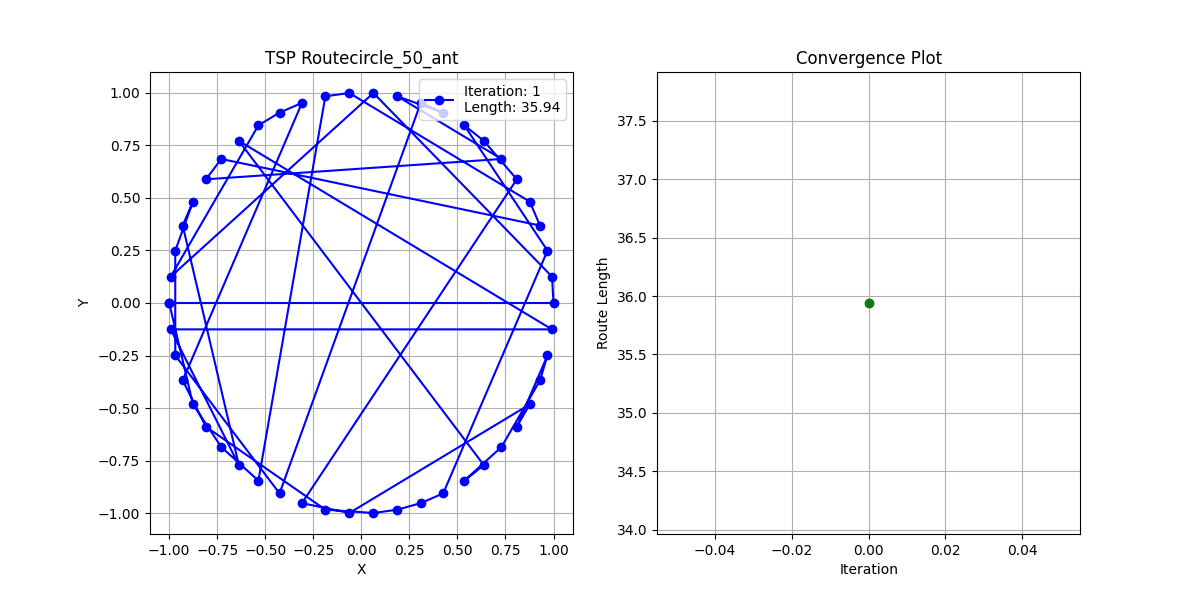 TSP Routecircle_50_ant
Iteration: 1
Length: 35.94
1.00
0.75
0.50
0.25
0.00
−0.25
−0.50
−0.75
−1.00
Y
−1.00 −0.75 −0.50 −0.25 0.00 0.25 0.50 0.75 1.00
X
Convergence Plot
37.5
37.0
36.5
36.0
35.5
35.0
34.5
34.0
Route Length
−0.04 −0.02 0.00 0.02 0.04
Iteration